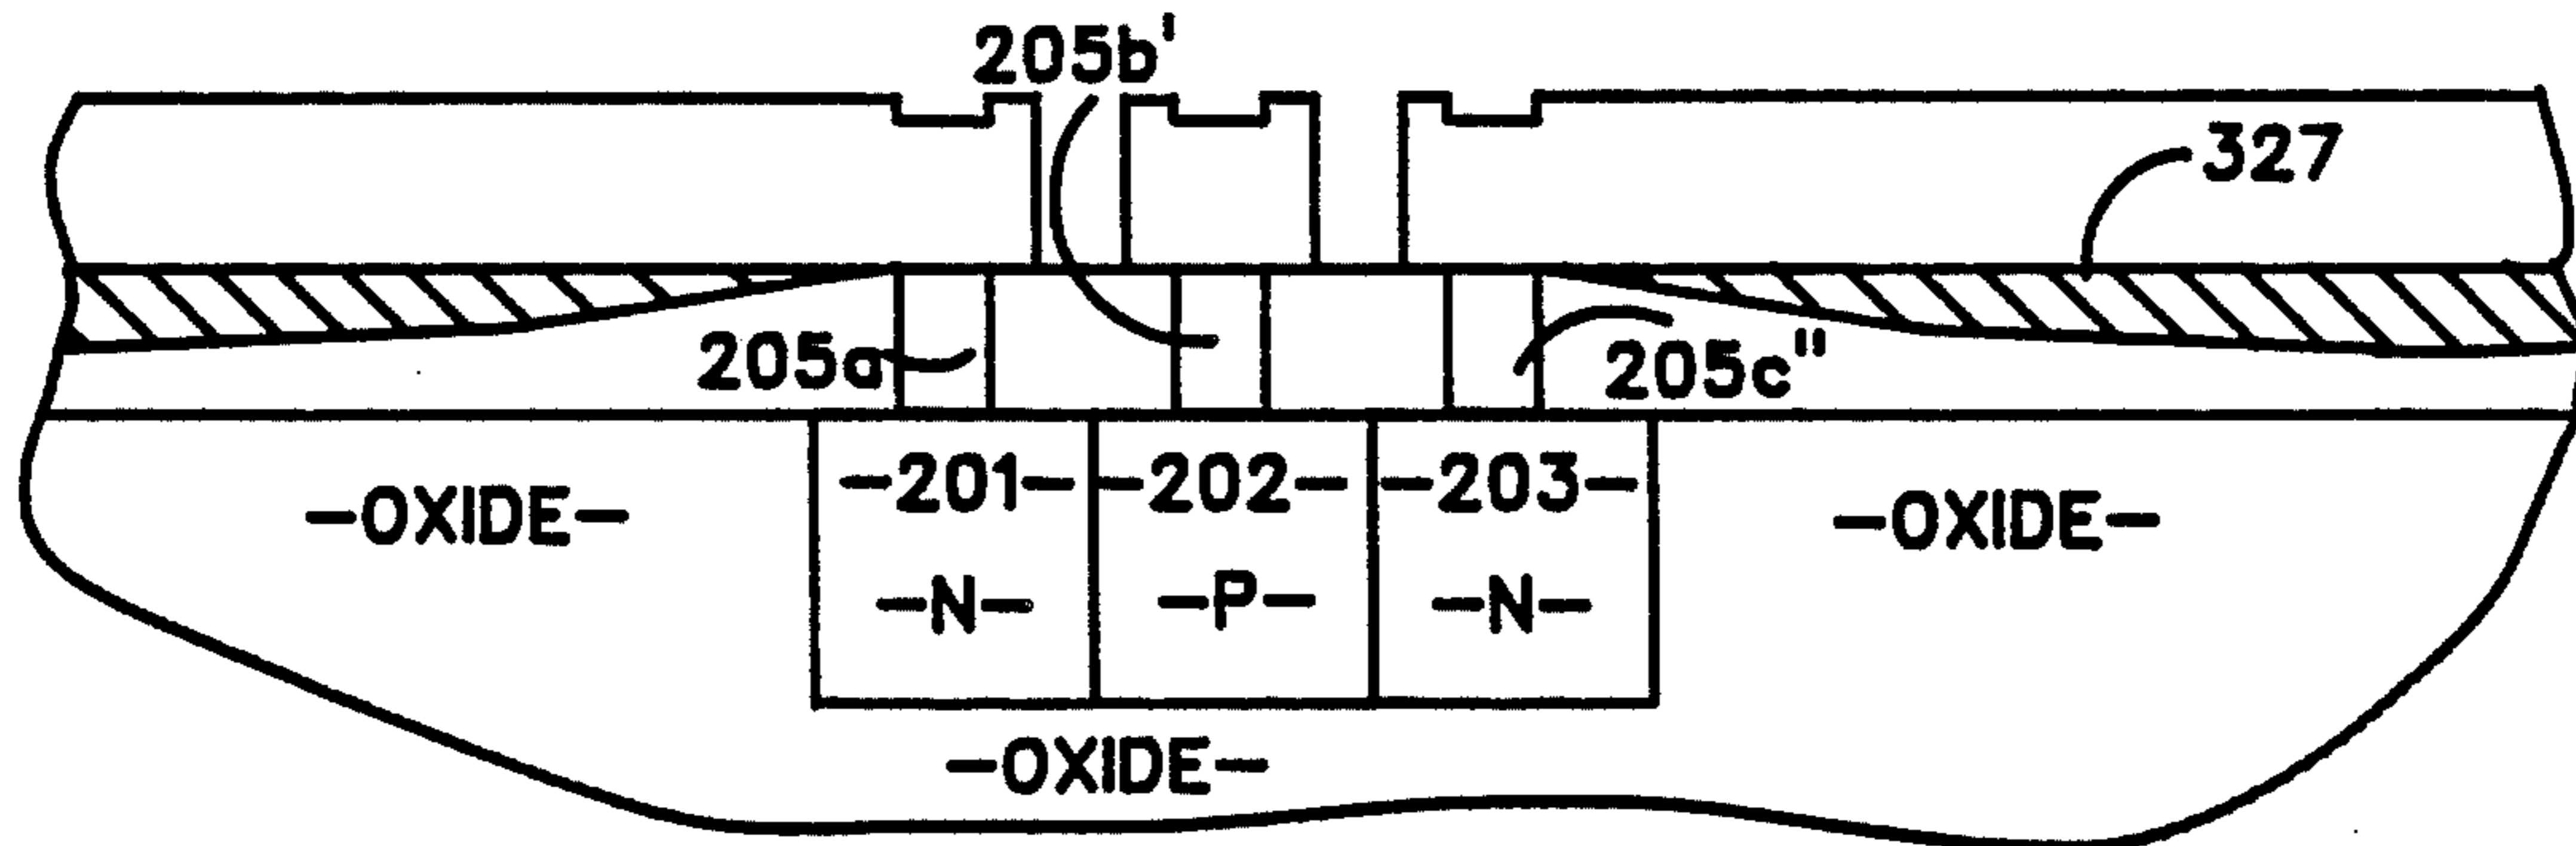 205b'
327
205a
205c"
-201- -202- -203-
-OXIDE- -OXIDE-
-N- -P- -N-
-OXIDE-